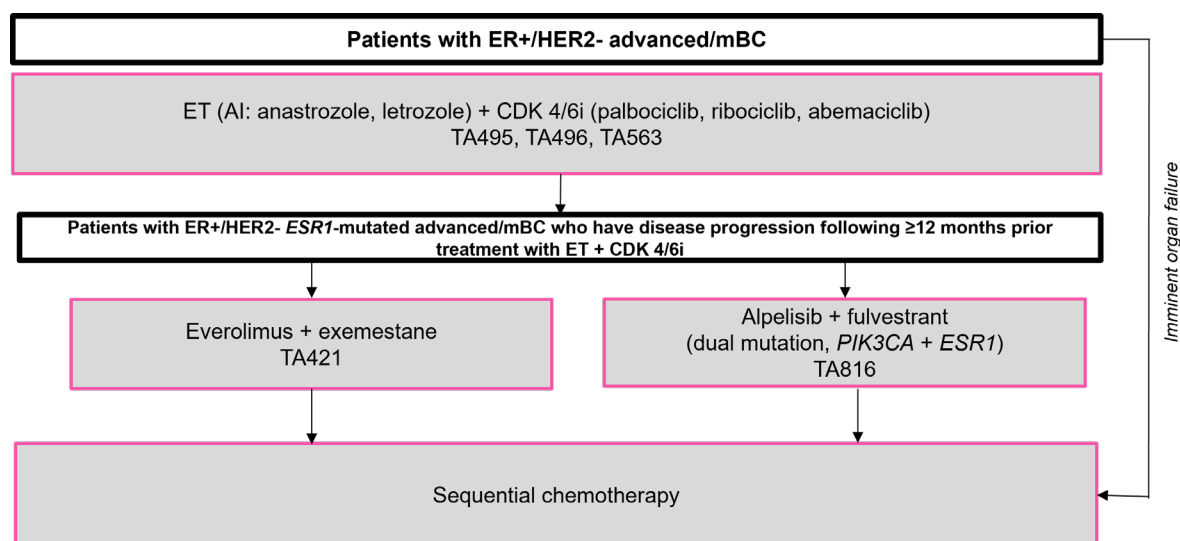 Patients with ER+/HER2- advanced/mBC
ET (AI: anastrozole, letrozole) + CDK 4/6i (palbociclib, ribociclib, abemaciclib)
TA495, TA496, TA563
Patients with ER+/HER2- ESR1-mutated advanced/mBC who have disease progression following ≥12 months prior
treatment with ET + CDK 4/6i
Everolimus + exemestane
TA421
Alpelisib + fulvestrant
(dual mutation, PIK3CA + ESR1)
TA816
Sequential chemotherapy
Imminent organ failure